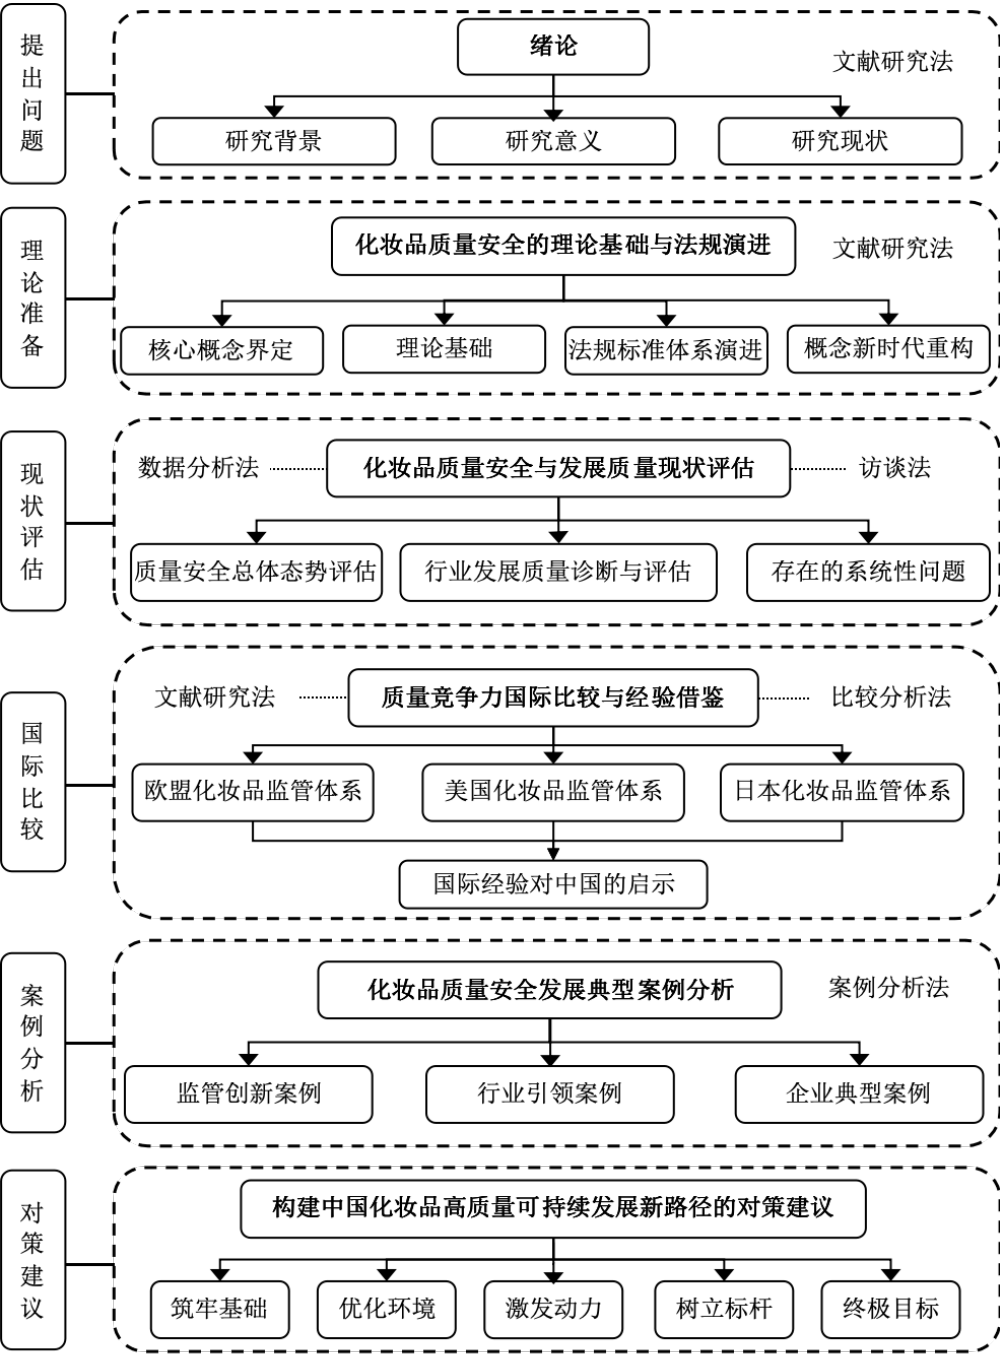 提出问题
绪论
文献研究法
研究背景
研究意义
研究现状
理论准备
化妆品质量安全的理论基础与法规演进
文献研究法
核心概念界定
理论基础
法规标准体系演进
概念新时代重构
现状评估
数据分析法
化妆品质量安全与发展质量现状评估
访谈法
质量安全总体态势评估
行业发展质量诊断与评估
存在的系统性问题
国际比较
文献研究法
质量竞争力国际比较与经验借鉴
比较分析法
欧盟化妆品监管体系
美国化妆品监管体系
日本化妆品监管体系
国际经验对中国的启示
案例分析
化妆品质量安全发展典型案例分析
案例分析法
监管创新案例
行业引领案例
企业典型案例
对策建议
构建中国化妆品高质量可持续发展新路径的对策建议
筑牢基础
优化环境
激发动力
树立标杆
终极目标